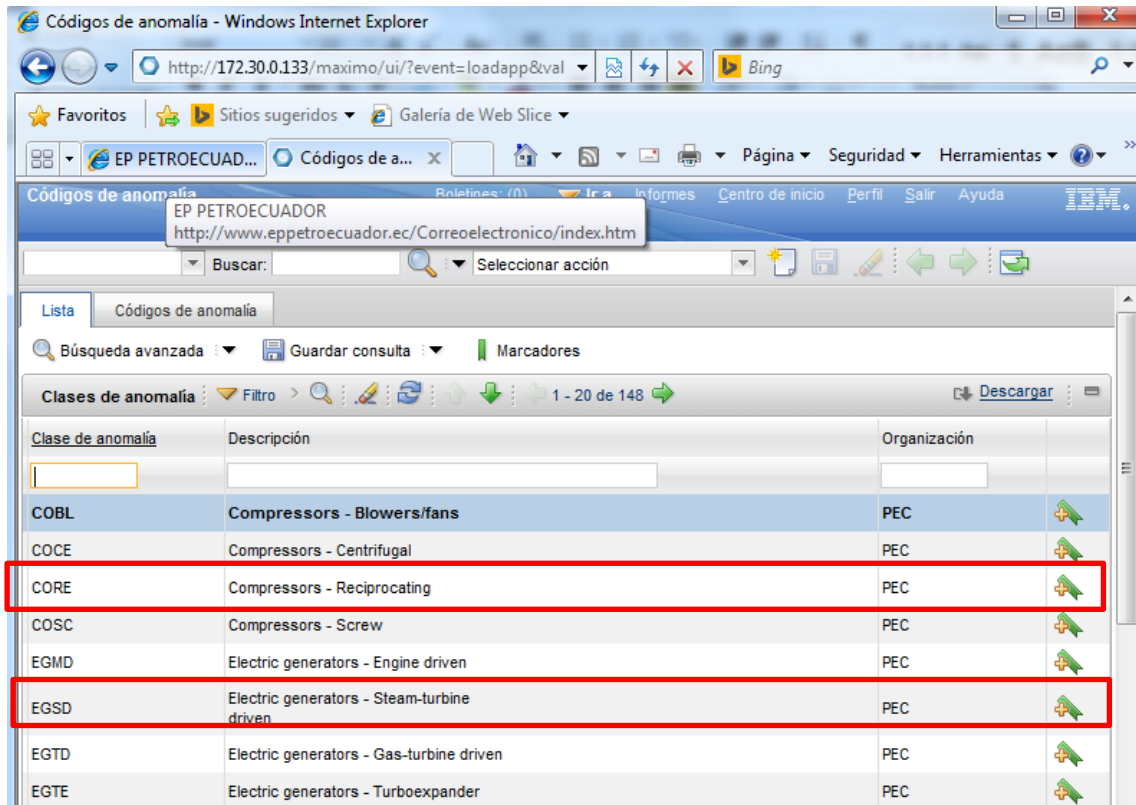 Códigos de anomalía - Windows Internet Explorer
http://172.30.0.133/maximo/ui/?event=loadapp&val
Bing
Favoritos
Sitios sugeridos
Galería de Web Slice
EP PETROECUAD...
Códigos de a...
Página
Seguridad
Herramientas
Códigos de anomalía
Boletines: (0)
Ir a
Informes
Centro de inicio
Perfil
Salir
Ayuda
IBM.
EP PETROECUADOR
http://www.eppetroecuador.ec/Correoelectronico/index.htm
Buscar:
Seleccionar acción
Lista
Códigos de anomalía
Búsqueda avanzada
Guardar consulta
Marcadores
Clases de anomalía
Filtro
1 - 20 de 148
Descargar
Clase de anomalía Descripción Organización
COBL Compressors - Blowers/fans PEC
COCE Compressors - Centrifugal PEC
CORE Compressors - Reciprocating PEC
COSC Compressors - Screw PEC
EGMD Electric generators - Engine driven PEC
EGSD Electric generators - Steam-turbine
driven PEC
EGTD Electric generators - Gas-turbine driven PEC
EGTE Electric generators - Turboexpander PEC